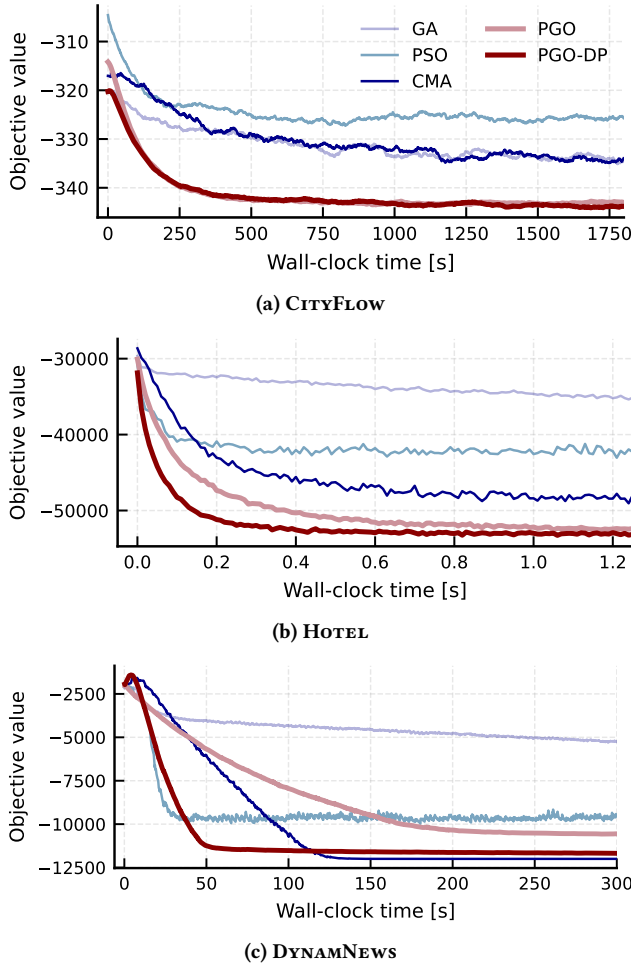 Objective value
−310
−320
−330
−340
GA
PSO
CMA
PGO
PGO-DP
0 250 500 750 1000 1250 1500 1750
Wall-clock time [s]
(a) CityFlow
Objective value
−30000
−40000
−50000
0.0 0.2 0.4 0.6 0.8 1.0 1.2
Wall-clock time [s]
(b) Hotel
Objective value
−2500
−5000
−7500
−10000
−12500
0 50 100 150 200 250 300
Wall-clock time [s]
(c) DynamNews